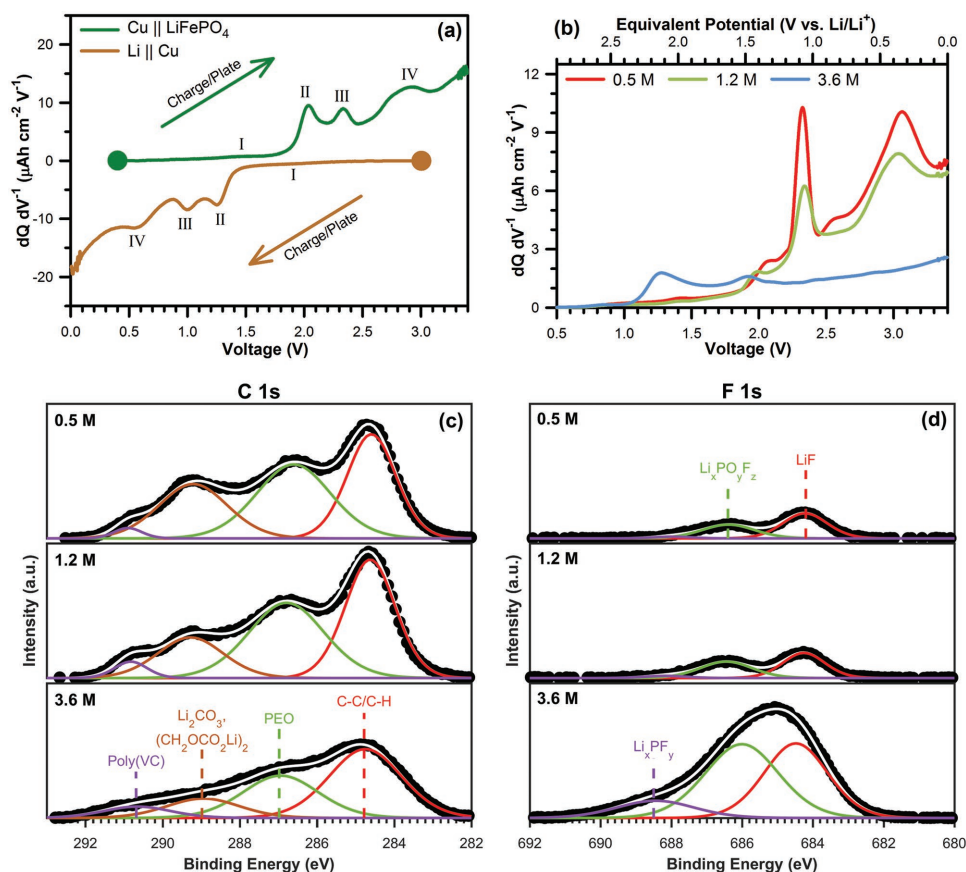 Cu || LiFePO₄
Li || Cu
(a)
Charge/Plate
I
II
III
IV
I
II
III
IV
Charge/Plate
20
10
0
-10
-20
dQ dV⁻¹ (µAh cm⁻² V⁻¹)
0.0 0.5 1.0 1.5 2.0 2.5 3.0
Voltage (V)
Equivalent Potential (V vs. Li/Li⁺)
2.5 2.0 1.5 1.0 0.5 0.0
(b)
0.5 M 1.2 M 3.6 M
12
9
6
3
0
dQ dV⁻¹ (µAh cm⁻² V⁻¹)
0.5 1.0 1.5 2.0 2.5 3.0
Voltage (V)
C 1s
(c)
0.5 M
1.2 M
3.6 M
Poly(VC)
Li₂CO₃,
(CH₂OCO₂Li)₂
PEO
C-C/C-H
Intensity (a.u.)
292 290 288 286 284 282
Binding Energy (eV)
F 1s
(d)
0.5 M
LiₓPOᵧF_z
LiF
1.2 M
3.6 M
LiₓPFᵧ
Intensity (a.u.)
692 690 688 686 684 682 680
Binding Energy (eV)